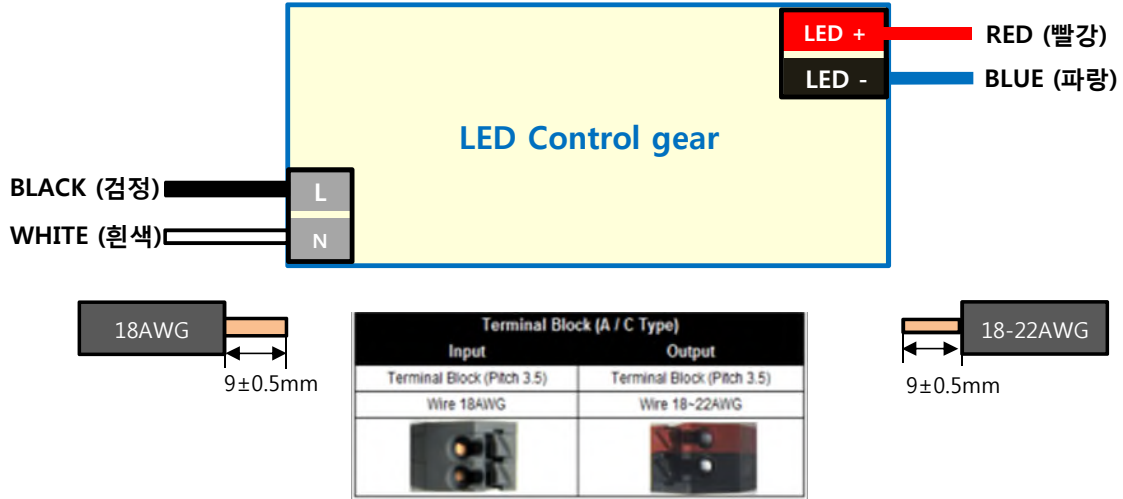 LED +
RED (빨강)
LED -
BLUE (파랑)
LED Control gear
BLACK (검정)
L
WHITE (흰색)
N
18AWG
9±0.5mm
Terminal Block (A / C Type)
Input Output
Terminal Block (Pitch 3.5) Terminal Block (Pitch 3.5)
Wire 18AWG Wire 18~22AWG
18-22AWG
9±0.5mm